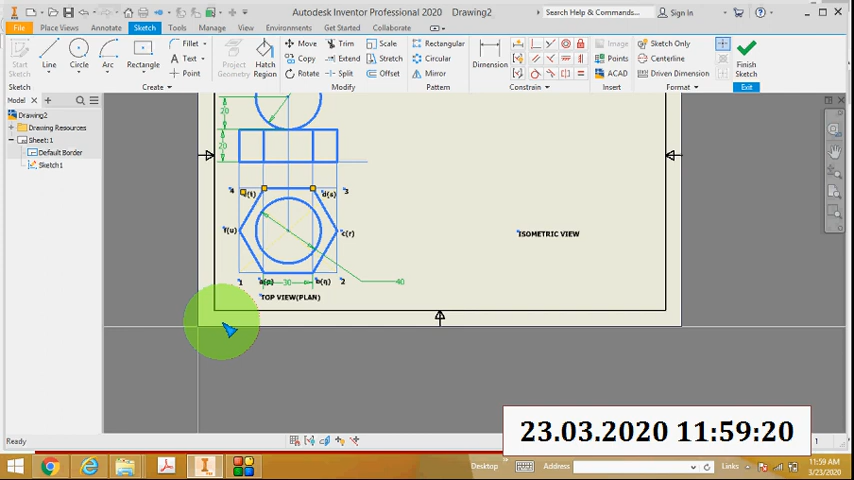 Autodesk Inventor Professional 2020 Drawing2
Search Help & Commands...
Sign In
File Place Views Annotate Sketch Tools Manage View Environments Get Started Collaborate
Start Sketch
Line
Circle
Arc
Rectangle
Fillet
Text
Point
Project Geometry
Hatch Region
Move Trim Scale
Copy Extend Stretch
Rotate Split Offset
Rectangular
Circular
Mirror
Dimension
Image
Points
ACAD
Sketch Only
Centerline
Driven Dimension
Finish Sketch
Sketch Create Modify Pattern Constrain Insert Format Exit
Model
Drawing2
Drawing Resources
Sheet:1
Default Border
Sketch1
20
20
4 d(s) 3
f(u) c(r)
1 a(p) 30 b(q) 2
40
TOP VIEW(PLAN)
ISOMETRIC VIEW
23.03.2020 11:59:20
Ready
1
Desktop
Address
Links
11:59 AM
3/23/2020